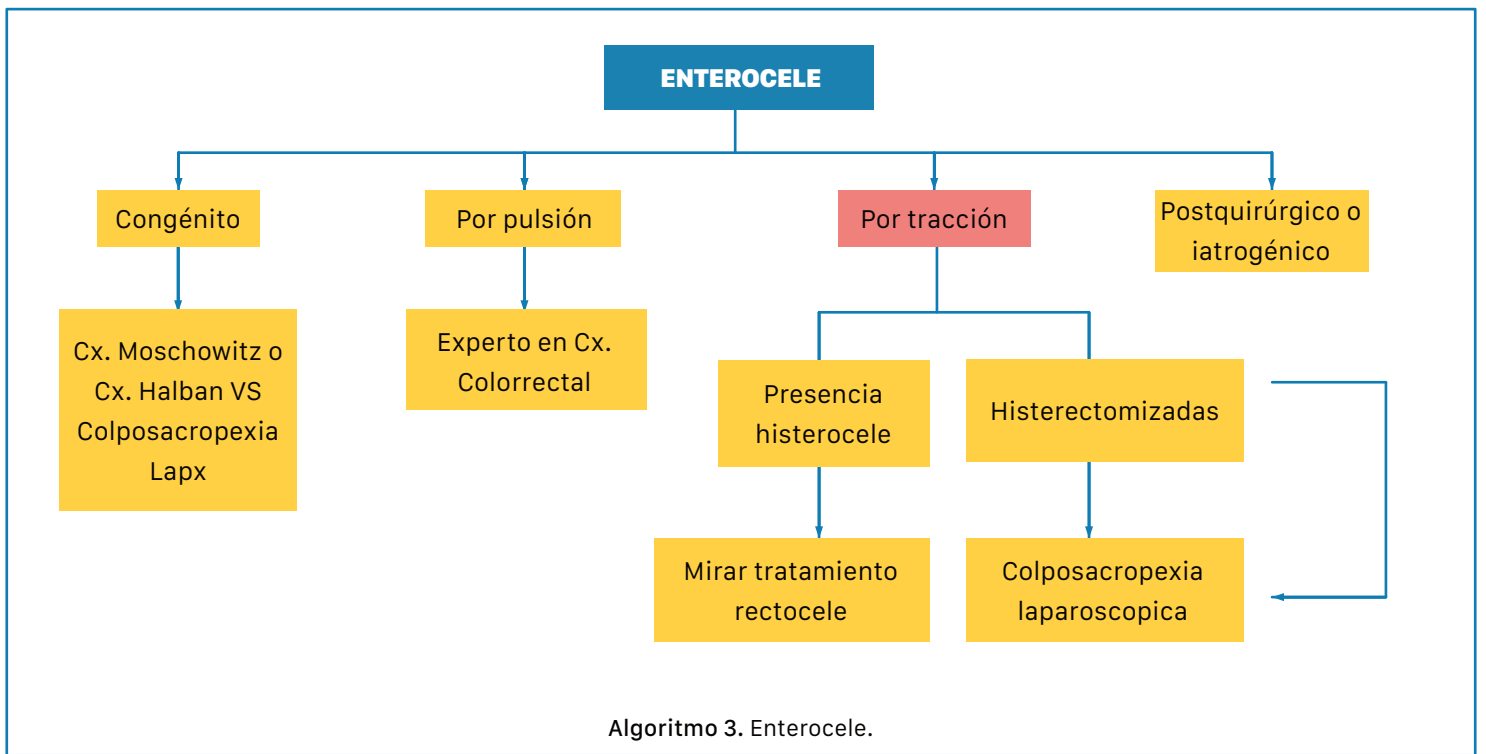 ENTEROCELE
Congénito
Por pulsión
Por tracción
Postquirúrgico o
iatrogénico
Cx. Moschowitz o
Cx. Halban VS
Colposacropexia
Lapx
Experto en Cx.
Colorrectal
Presencia
histerocele
Histerectomizadas
Mirar tratamiento
rectocele
Colposacropexia
laparoscopica
Algoritmo 3. Enterocele.